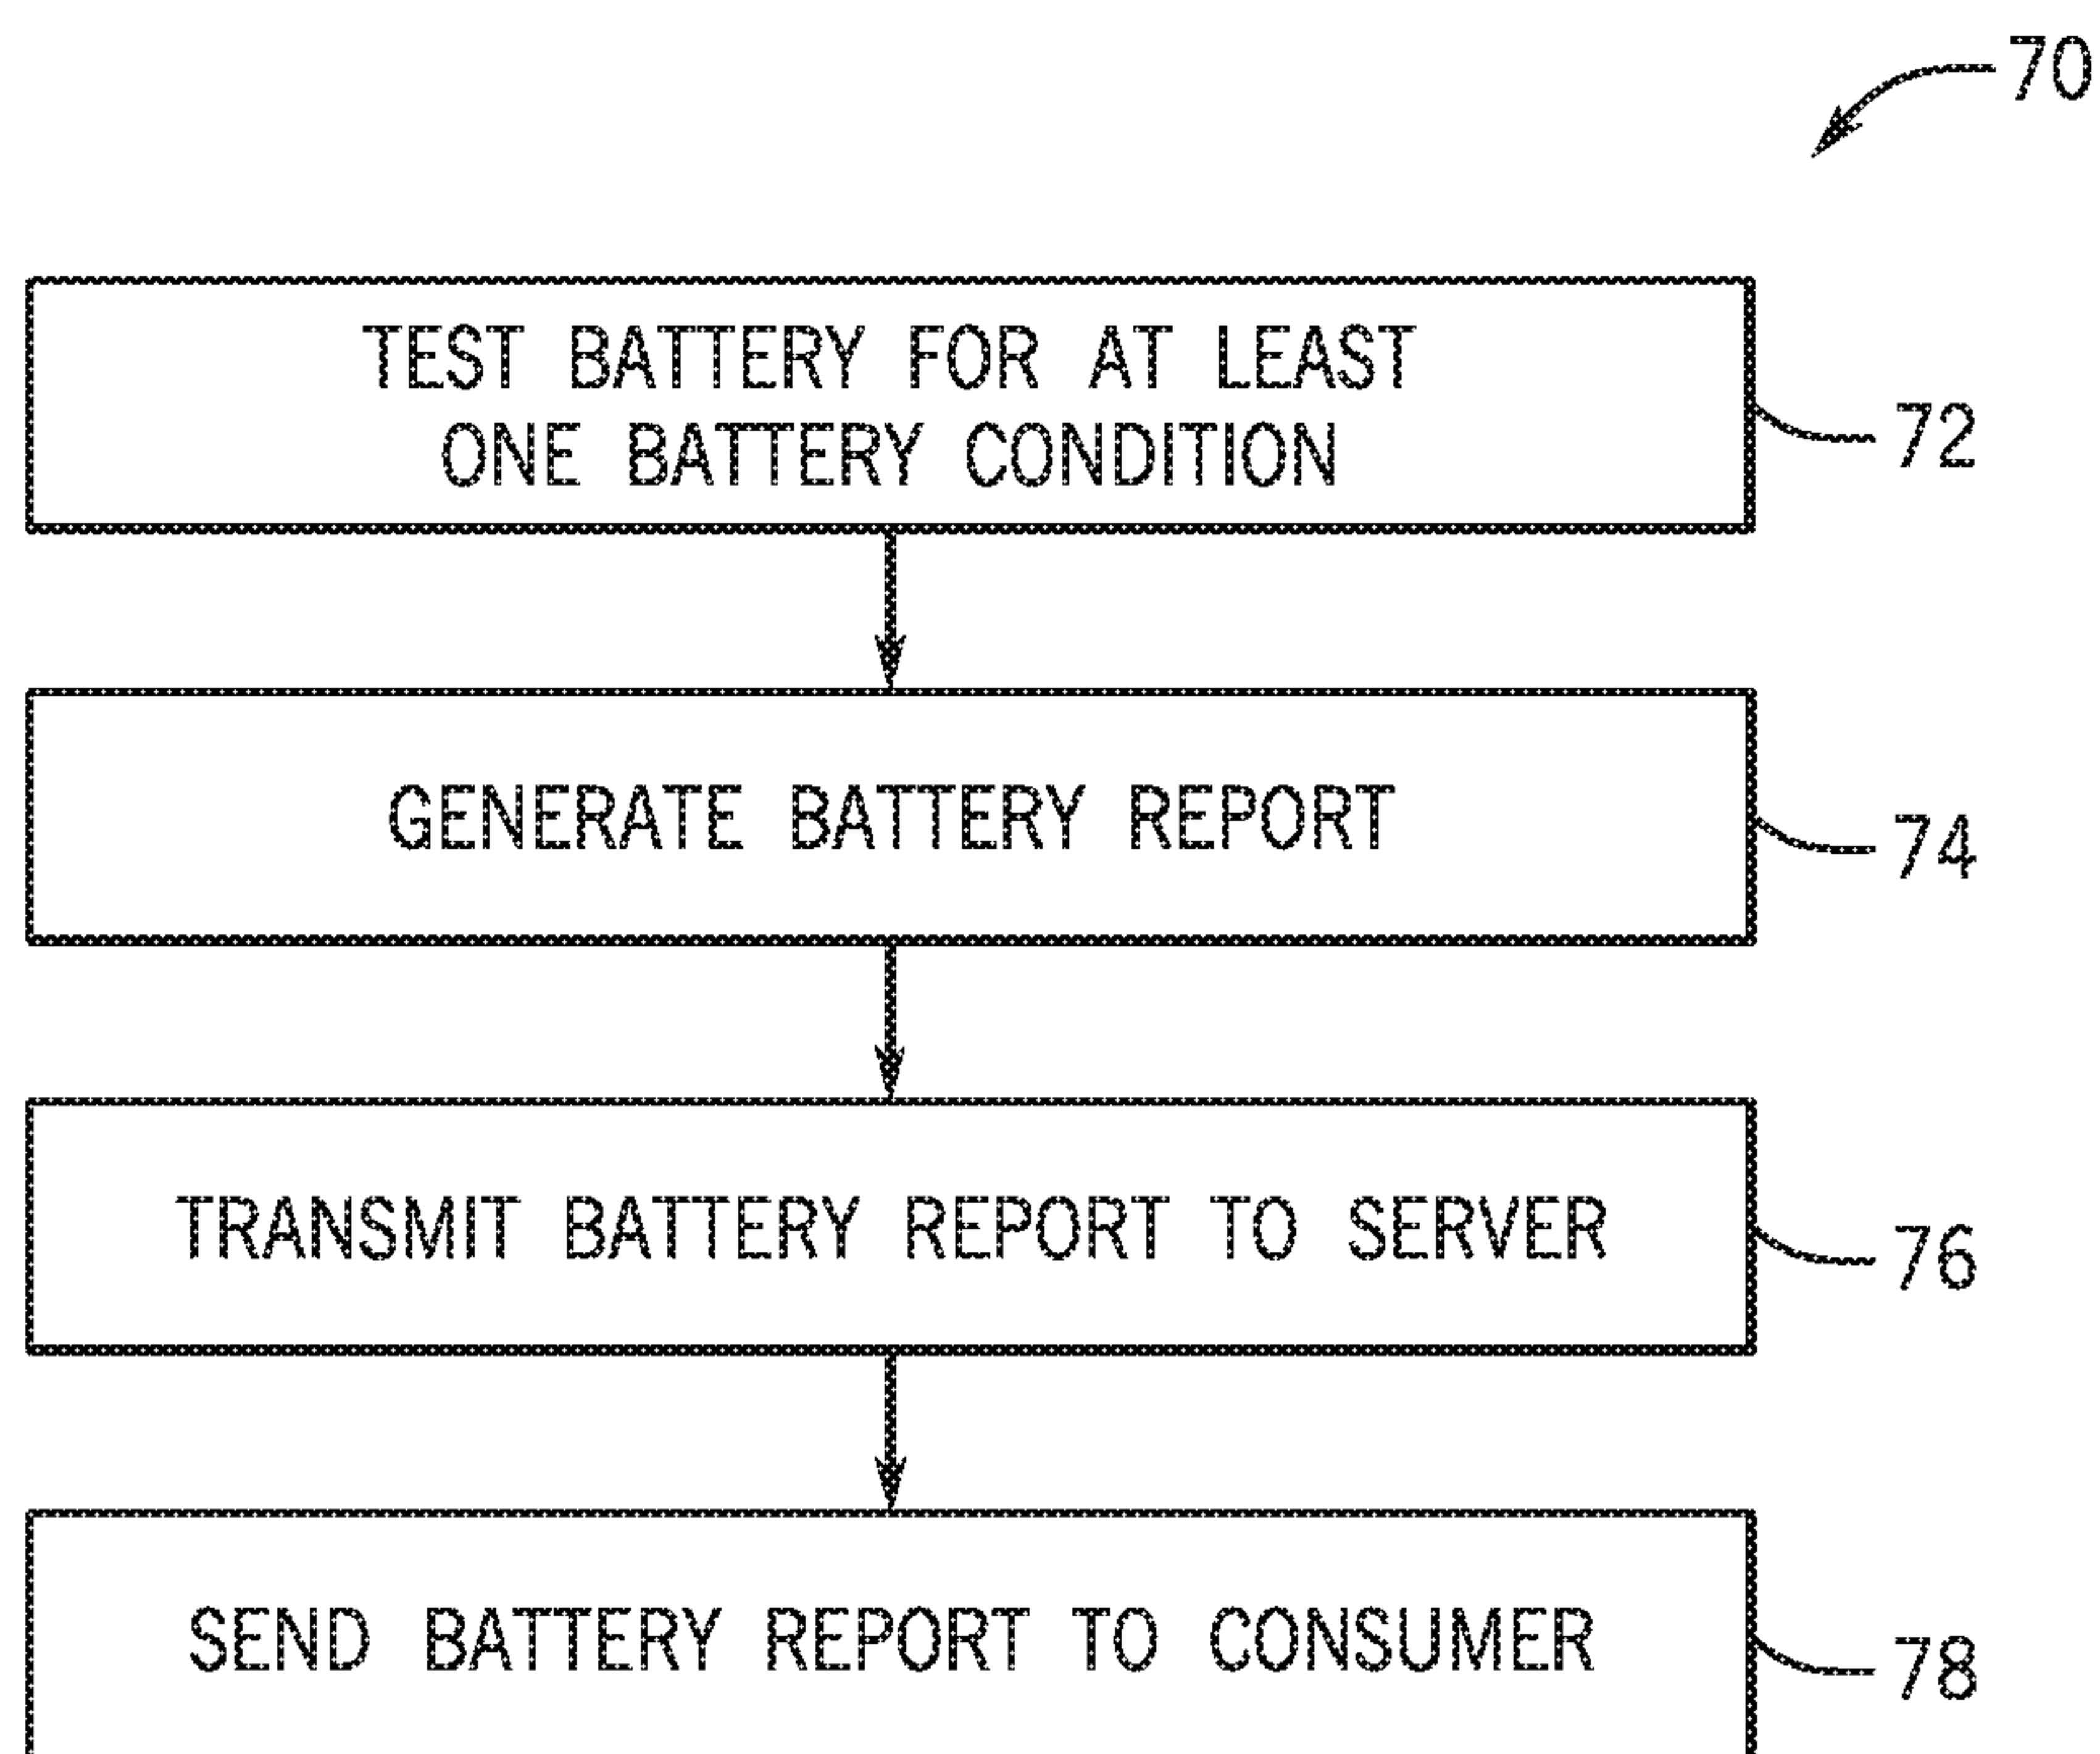 70
TEST BATTERY FOR AT LEAST
ONE BATTERY CONDITION
72
GENERATE BATTERY REPORT
74
TRANSMIT BATTERY REPORT TO SERVER
76
SEND BATTERY REPORT TO CONSUMER
78